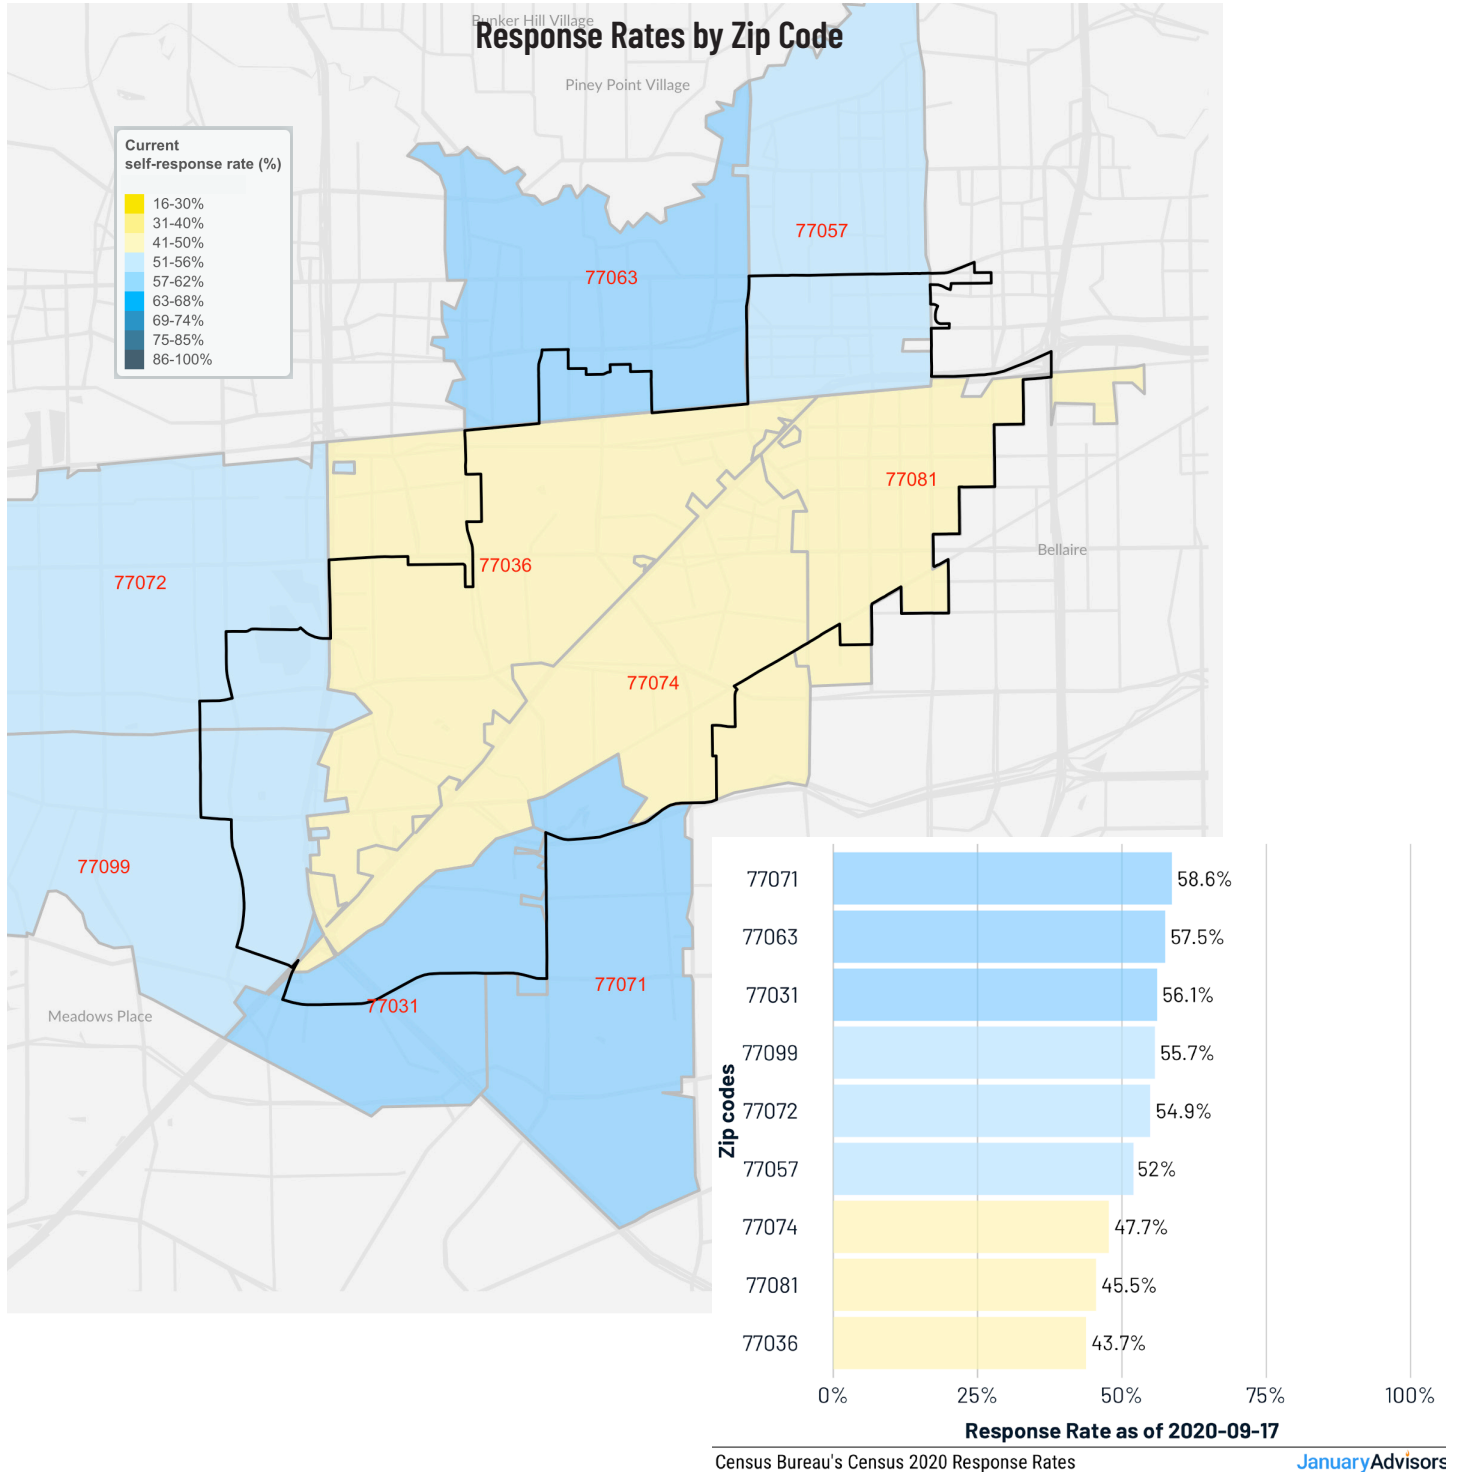 Bunker Hill Village
Response Rates by Zip Code
Piney Point Village
Current
self-response rate (%)
16-30%
31-40%
41-50%
51-56%
57-62%
63-68%
69-74%
75-85%
86-100%
77057
77063
77081
Bellaire
77036
77072
77074
77099
77071
77031
Meadows Place
Zip codes
77071 58.6%
77063 57.5%
77031 56.1%
77099 55.7%
77072 54.9%
77057 52%
77074 47.7%
77081 45.5%
77036 43.7%
0% 25% 50% 75% 100%
Response Rate as of 2020-09-17
Census Bureau's Census 2020 Response Rates
JanuaryAdvisors